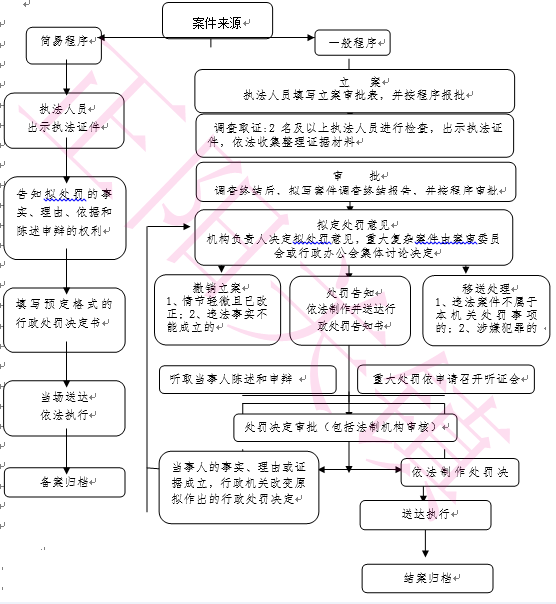 案件来源
简易程序
一般程序
执法人员
出示执法证件
告知拟处罚的事
实、理由、依据和
陈述申辩的权利
填写预定格式的
行政处罚决定书
当场送达
依法执行
备案归档
立 案
执法人员填写立案审批表，并按程序报批
调查取证:2 名及以上执法人员进行检查，出示执法证
件，依法收集整理证据材料
审 批
调查终结后、拟写案件调查终结报告、并按程序审批
拟定处罚意见
机构负责人决定拟处罚意见，重大复杂案件由案审委员
会或行政办公会集体讨论决定
撤销立案
1、情节轻微且已改
正；2、违法事实不
能成立的
处罚告知
依法制作并送达行
政处罚告知书
移送处理
1、违法案件不属于
本机关处罚事项
的；2、涉嫌犯罪的
听取当事人陈述和申辩
重大处罚依申请召开听证会
处罚决定审批（包括法制机构审核）
当事人的事实、理由或证
据成立，行政机关改变原
拟作出的行政处罚决定
依法制作处罚决
送达执行
结案归档